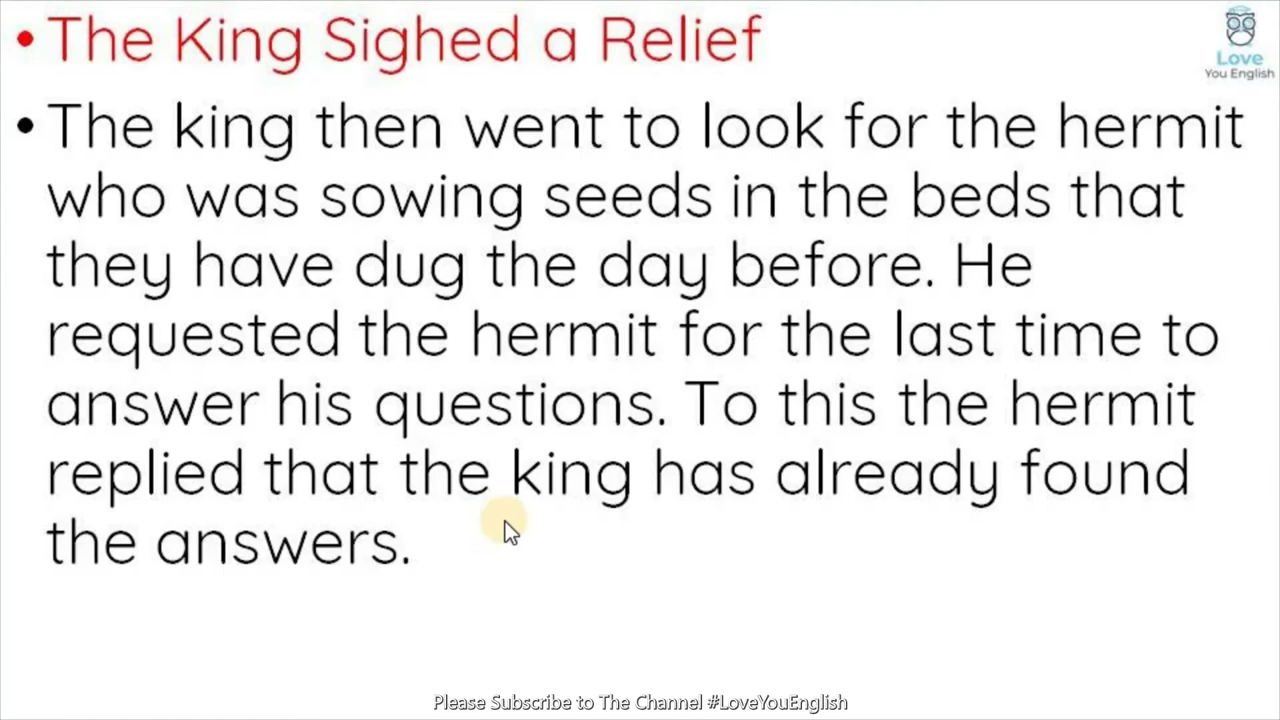 • The King Sighed a Relief
Love
You English
• The king then went to look for the hermit
who was sowing seeds in the beds that
they have dug the day before. He
requested the hermit for the last time to
answer his questions. To this the hermit
replied that the king has already found
the answers.
Please Subscribe to The Channel #LoveYouEnglish